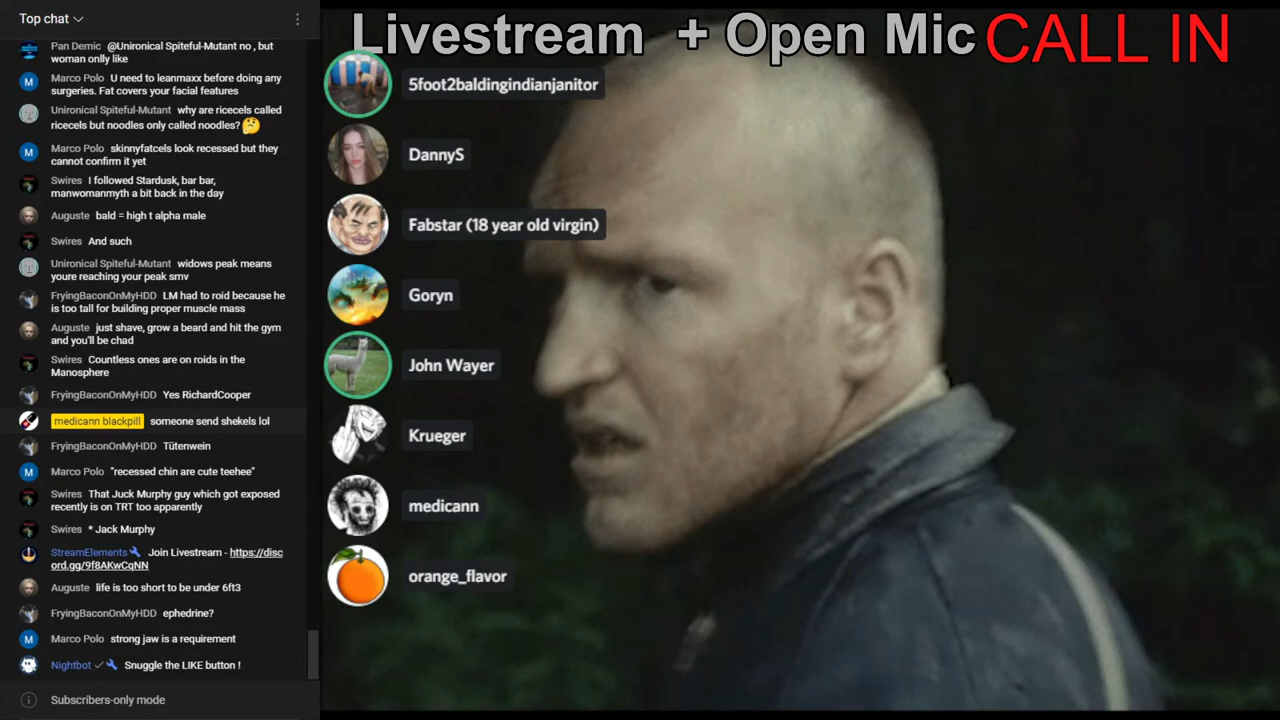 Top chat
Pan Demic @Unironical Spiteful-Mutant no , but
woman onlly like
Marco Polo U need to leanmaxx before doing any
surgeries. Fat covers your facial features
Unironical Spiteful-Mutant why are ricecels called
ricecels but noodles only called noodles? 🤔
Marco Polo skinnyfatcels look recessed but they
cannot confirm it yet
Swires I followed Stardusk, bar bar,
manwomanmyth a bit back in the day
Auguste bald = high t alpha male
Swires And such
Unironical Spiteful-Mutant widows peak means
youre reaching your peak smv
FryingBaconOnMyHDD LM had to roid because he
is too tall for building proper muscle mass
Auguste just shave, grow a beard and hit the gym
and you'll be chad
Swires Countless ones are on roids in the
Manosphere
FryingBaconOnMyHDD Yes RichardCooper
medicann blackpill someone send shekels lol
FryingBaconOnMyHDD Tütenwein
Marco Polo "recessed chin are cute teehee"
Swires That Juck Murphy guy which got exposed
recently is on TRT too apparently
Swires * Jack Murphy
StreamElements Join Livestream - https://disc
ord.gg/9f8AKwCqNN
Auguste life is too short to be under 6ft3
FryingBaconOnMyHDD ephedrine?
Marco Polo strong jaw is a requirement
Nightbot Snuggle the LIKE button !
Subscribers-only mode
Livestream + Open Mic CALL IN
5foot2baldingindianjanitor
DannyS
Fabstar (18 year old virgin)
Goryn
John Wayer
Krueger
medicann
orange_flavor